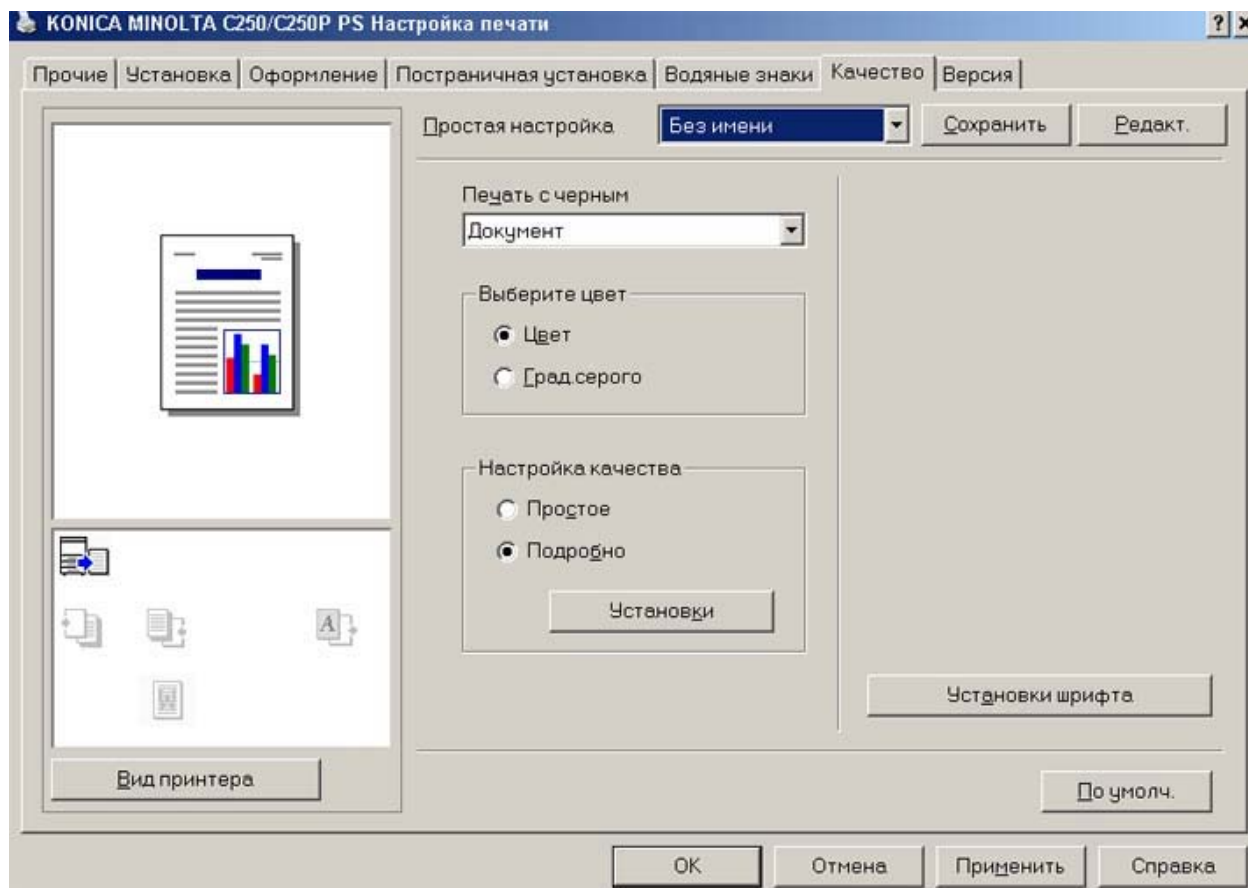 KONICA MINOLTA C250/C250P PS Настройка печати
Прочие Установка Оформление Постраничная установка Водяные знаки Качество Версия
Простая настройка Без имени Сохранить Редакт.
Печать с черным
Документ
Выберите цвет
Цвет
Град.серого
Настройка качества
Простое
Подробно
Установки
A
Установки шрифта
Вид принтера
По умолч.
ОК Отмена Применить Справка